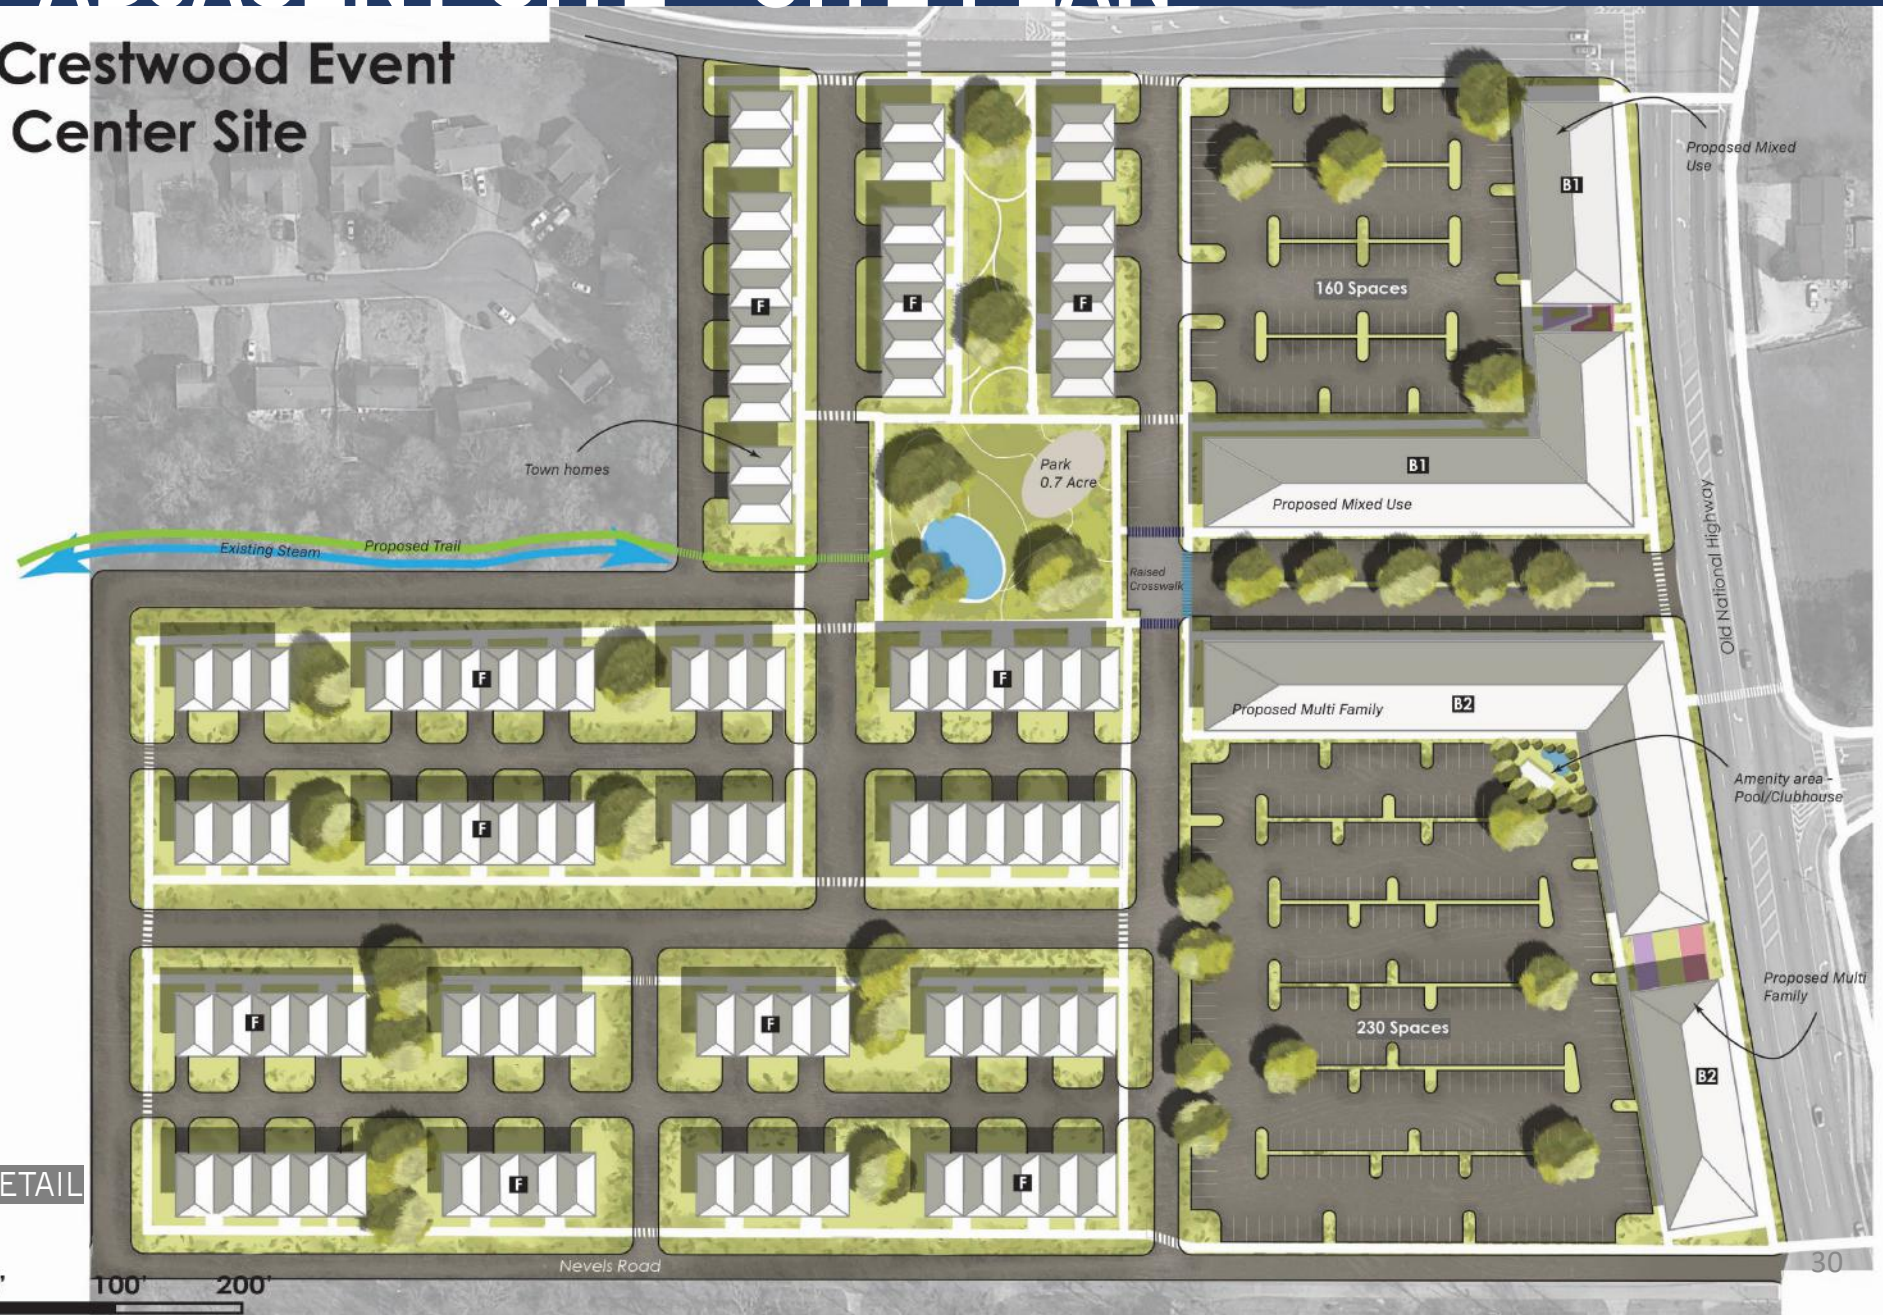 Crestwood Event
Center Site
Proposed Mixed
Use
B1
160 Spaces
F
F
F
Town homes
Park
0.7 Acre
B1
Proposed Mixed Use
Existing Steam
Proposed Trail
Raised
Crosswalk
Old National Highway
F
F
B2
Proposed Multi Family
Amenity area -
Pool/Clubhouse
F
Proposed Multi
Family
F
F
230 Spaces
B2
F
F
ETAIL
Nevels Road
100' 200'
30